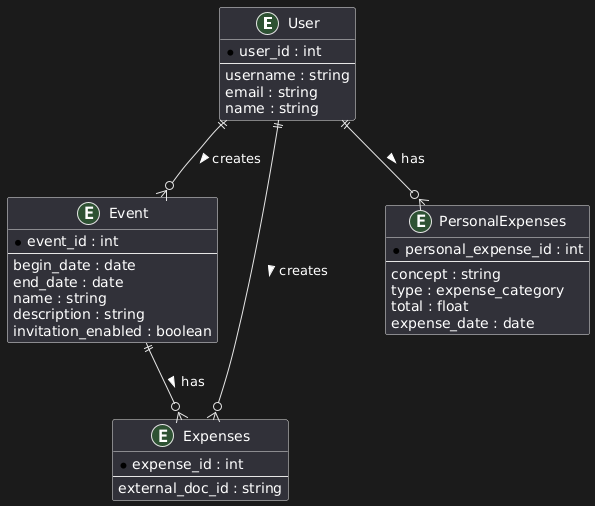 E User
* user_id : int
username : string
email : string
name : string
creates
has
E Event
* event_id : int
begin_date : date
end_date : date
name : string
description : string
invitation_enabled : boolean
creates
E PersonalExpenses
* personal_expense_id : int
concept : string
type : expense_category
total : float
expense_date : date
has
E Expenses
* expense_id : int
external_doc_id : string